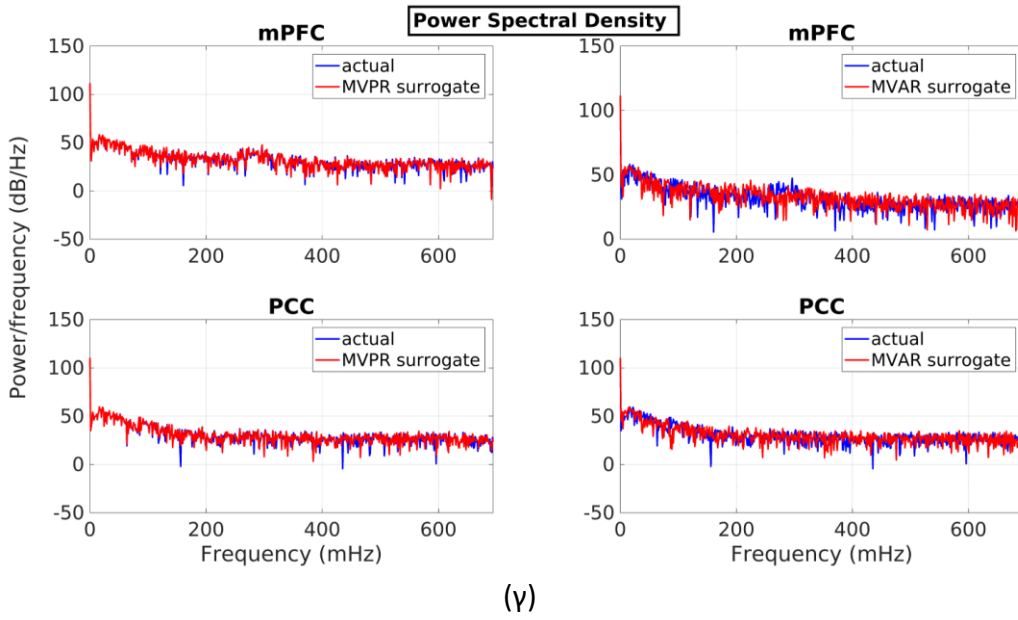 Power Spectral Density
mPFC
150
100
50
0
-50
0
200
400
600
actual
MVPR surrogate
mPFC
150
100
50
0
0
200
400
600
actual
MVAR surrogate
Power/frequency (dB/Hz)
PCC
150
100
50
0
-50
0
200
400
600
actual
MVPR surrogate
Frequency (mHz)
PCC
150
100
50
0
-50
0
200
400
600
actual
MVAR surrogate
Frequency (mHz)
(γ)